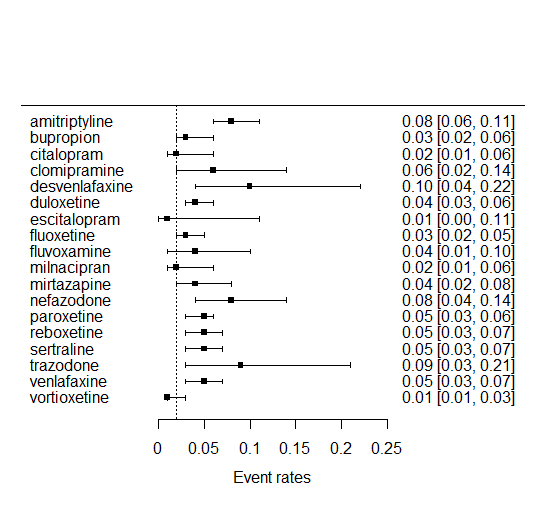 amitriptyline 0.08 [0.06, 0.11]
bupropion 0.03 [0.02, 0.06]
citalopram 0.02 [0.01, 0.06]
clomipramine 0.06 [0.02, 0.14]
desvenlafaxine 0.10 [0.04, 0.22]
duloxetine 0.04 [0.03, 0.06]
escitalopram 0.01 [0.00, 0.11]
fluoxetine 0.03 [0.02, 0.05]
fluvoxamine 0.04 [0.01, 0.10]
milnacipran 0.02 [0.01, 0.06]
mirtazapine 0.04 [0.02, 0.08]
nefazodone 0.08 [0.04, 0.14]
paroxetine 0.05 [0.03, 0.06]
reboxetine 0.05 [0.03, 0.07]
sertraline 0.05 [0.03, 0.07]
trazodone 0.09 [0.03, 0.21]
venlafaxine 0.05 [0.03, 0.07]
vortioxetine 0.01 [0.01, 0.03]
0 0.05 0.1 0.15 0.2 0.25
Event rates